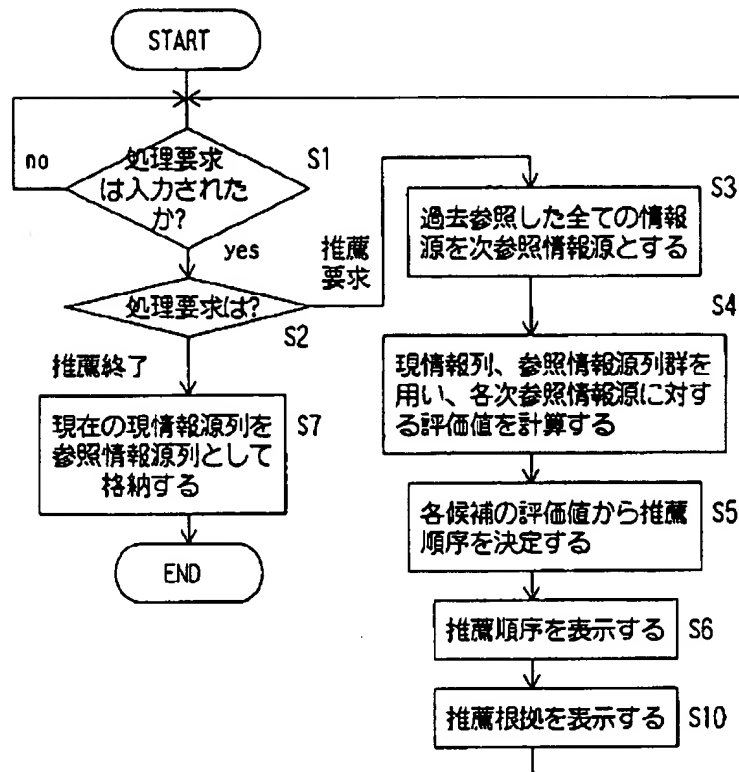 START
no
処理要求
は入力された
か?
S1
yes
処理要求は?
S2
推薦
要求
推薦終了
現在の現情報源列を
参照情報源列として
格納する
S7
END
過去参照した全ての情報
源を次参照情報源とする
S3
現情報列、参照情報源列群を
用い、各次参照情報源に対す
る評価値を計算する
S4
各候補の評価値から推薦
順序を決定する
S5
推薦順序を表示する
S6
推薦根拠を表示する
S10